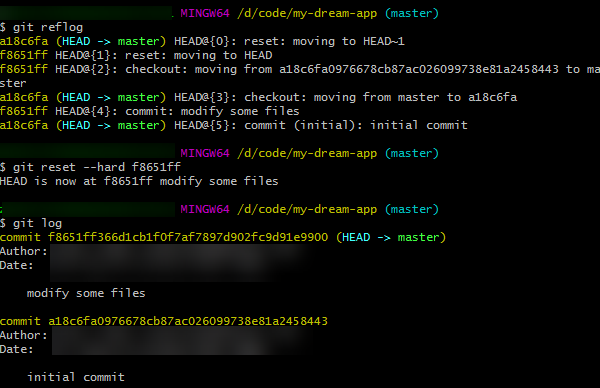 MINGW64 /d/code/my-dream-app (master)
$ git reflog
a18c6fa (HEAD -> master) HEAD@{0}: reset: moving to HEAD~1
f8651ff HEAD@{1}: reset: moving to HEAD
f8651ff HEAD@{2}: checkout: moving from a18c6fa0976678cb87ac026099738e81a2458443 to ma
ster
a18c6fa (HEAD -> master) HEAD@{3}: checkout: moving from master to a18c6fa
f8651ff HEAD@{4}: commit: modify some files
a18c6fa (HEAD -> master) HEAD@{5}: commit (initial): initial commit
MINGW64 /d/code/my-dream-app (master)
$ git reset --hard f8651ff
HEAD is now at f8651ff modify some files
MINGW64 /d/code/my-dream-app (master)
$ git log
commit f8651ff366d1cb1f0f7af7897d902fc9d91e9900 (HEAD -> master)
Author:
Date:
modify some files
commit a18c6fa0976678cb87ac026099738e81a2458443
Author:
Date:
initial commit